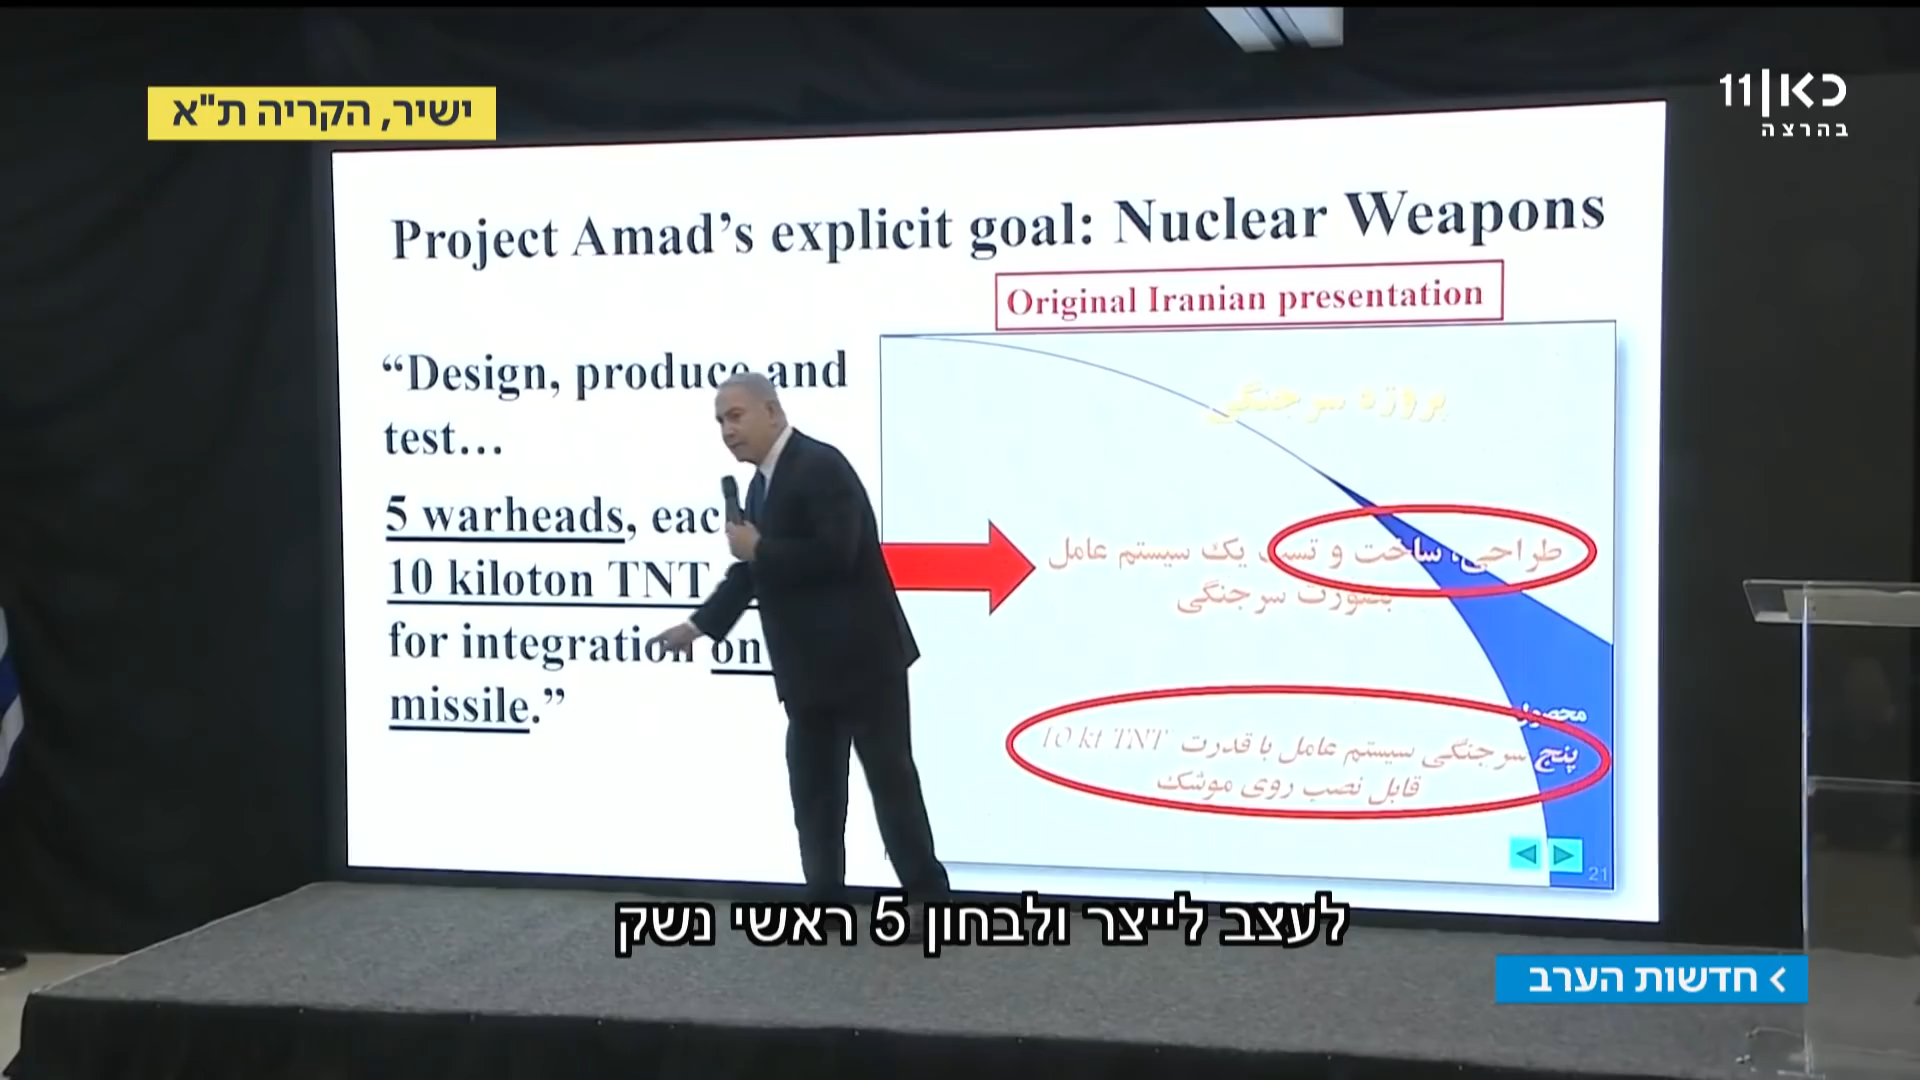 ישיר, הקריה ת"א
כאן 11
בהרצה
Project Amad's explicit goal: Nuclear Weapons
Original Iranian presentation
“Design, produce and
test…
5 warheads, each
10 kiloton TNT
for integration on
missile.”
پروژه سرجنگی
طراحی، ساخت و تست یک سیستم عامل
بصورت سرجنگی
محصول
پنج سرجنگی سیستم عامل با قدرت 10 kt TNT
قابل نصب روی موشک
21
לעצב לייצר ולבחון 5 ראשי נשק
חדשות הערב